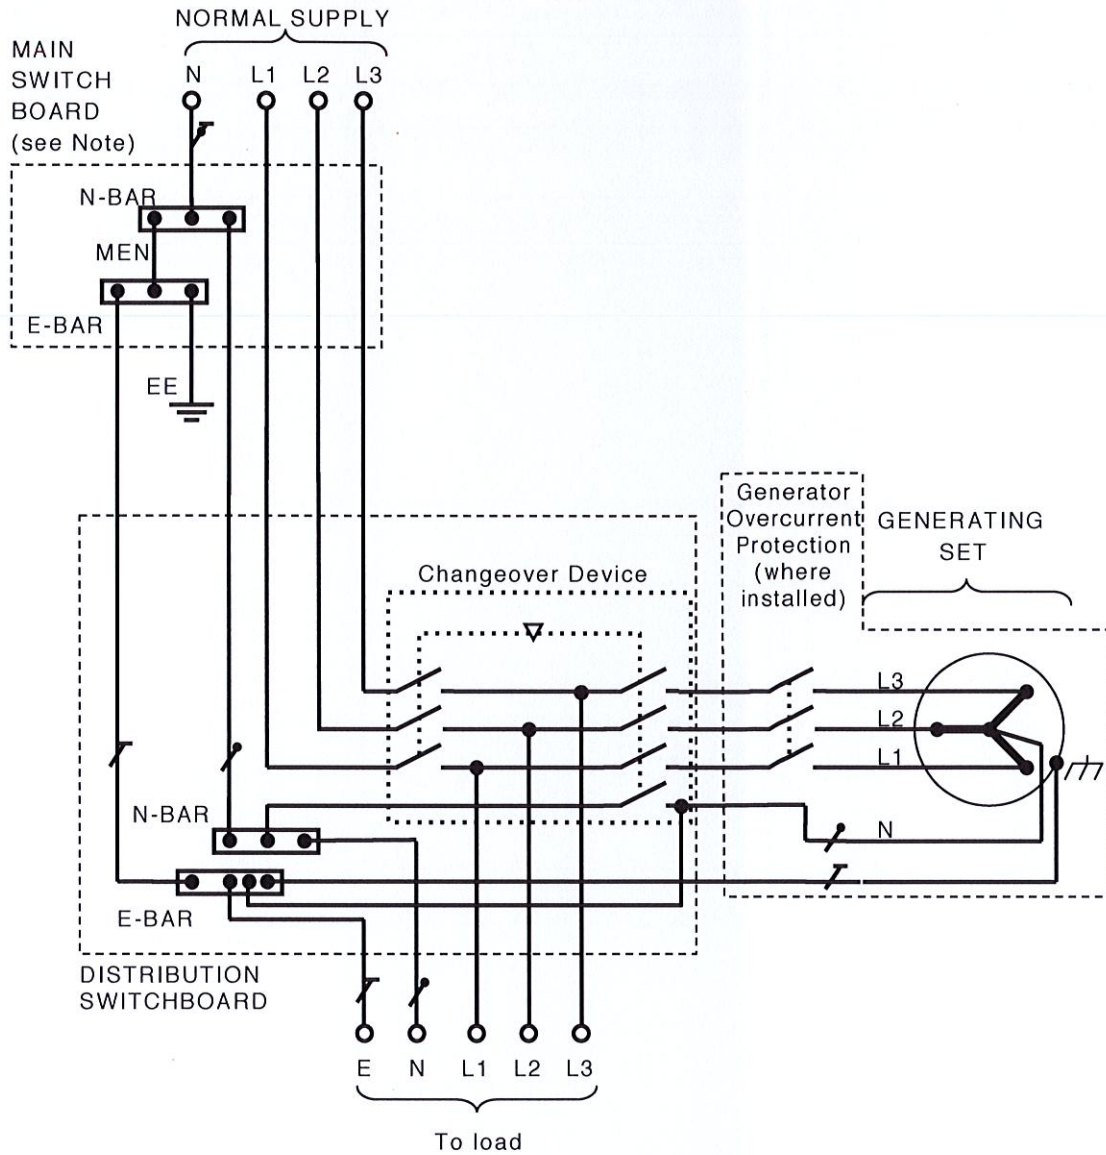 NORMAL SUPPLY
MAIN
SWITCH
BOARD
(see Note)
N L1 L2 L3
N-BAR
MEN
E-BAR
EE
Generator
Overcurrent
Protection
(where
installed)
GENERATING
SET
Changeover Device
L3
L2
L1
N
N-BAR
E-BAR
DISTRIBUTION
SWITCHBOARD
E N L1 L2 L3
To load